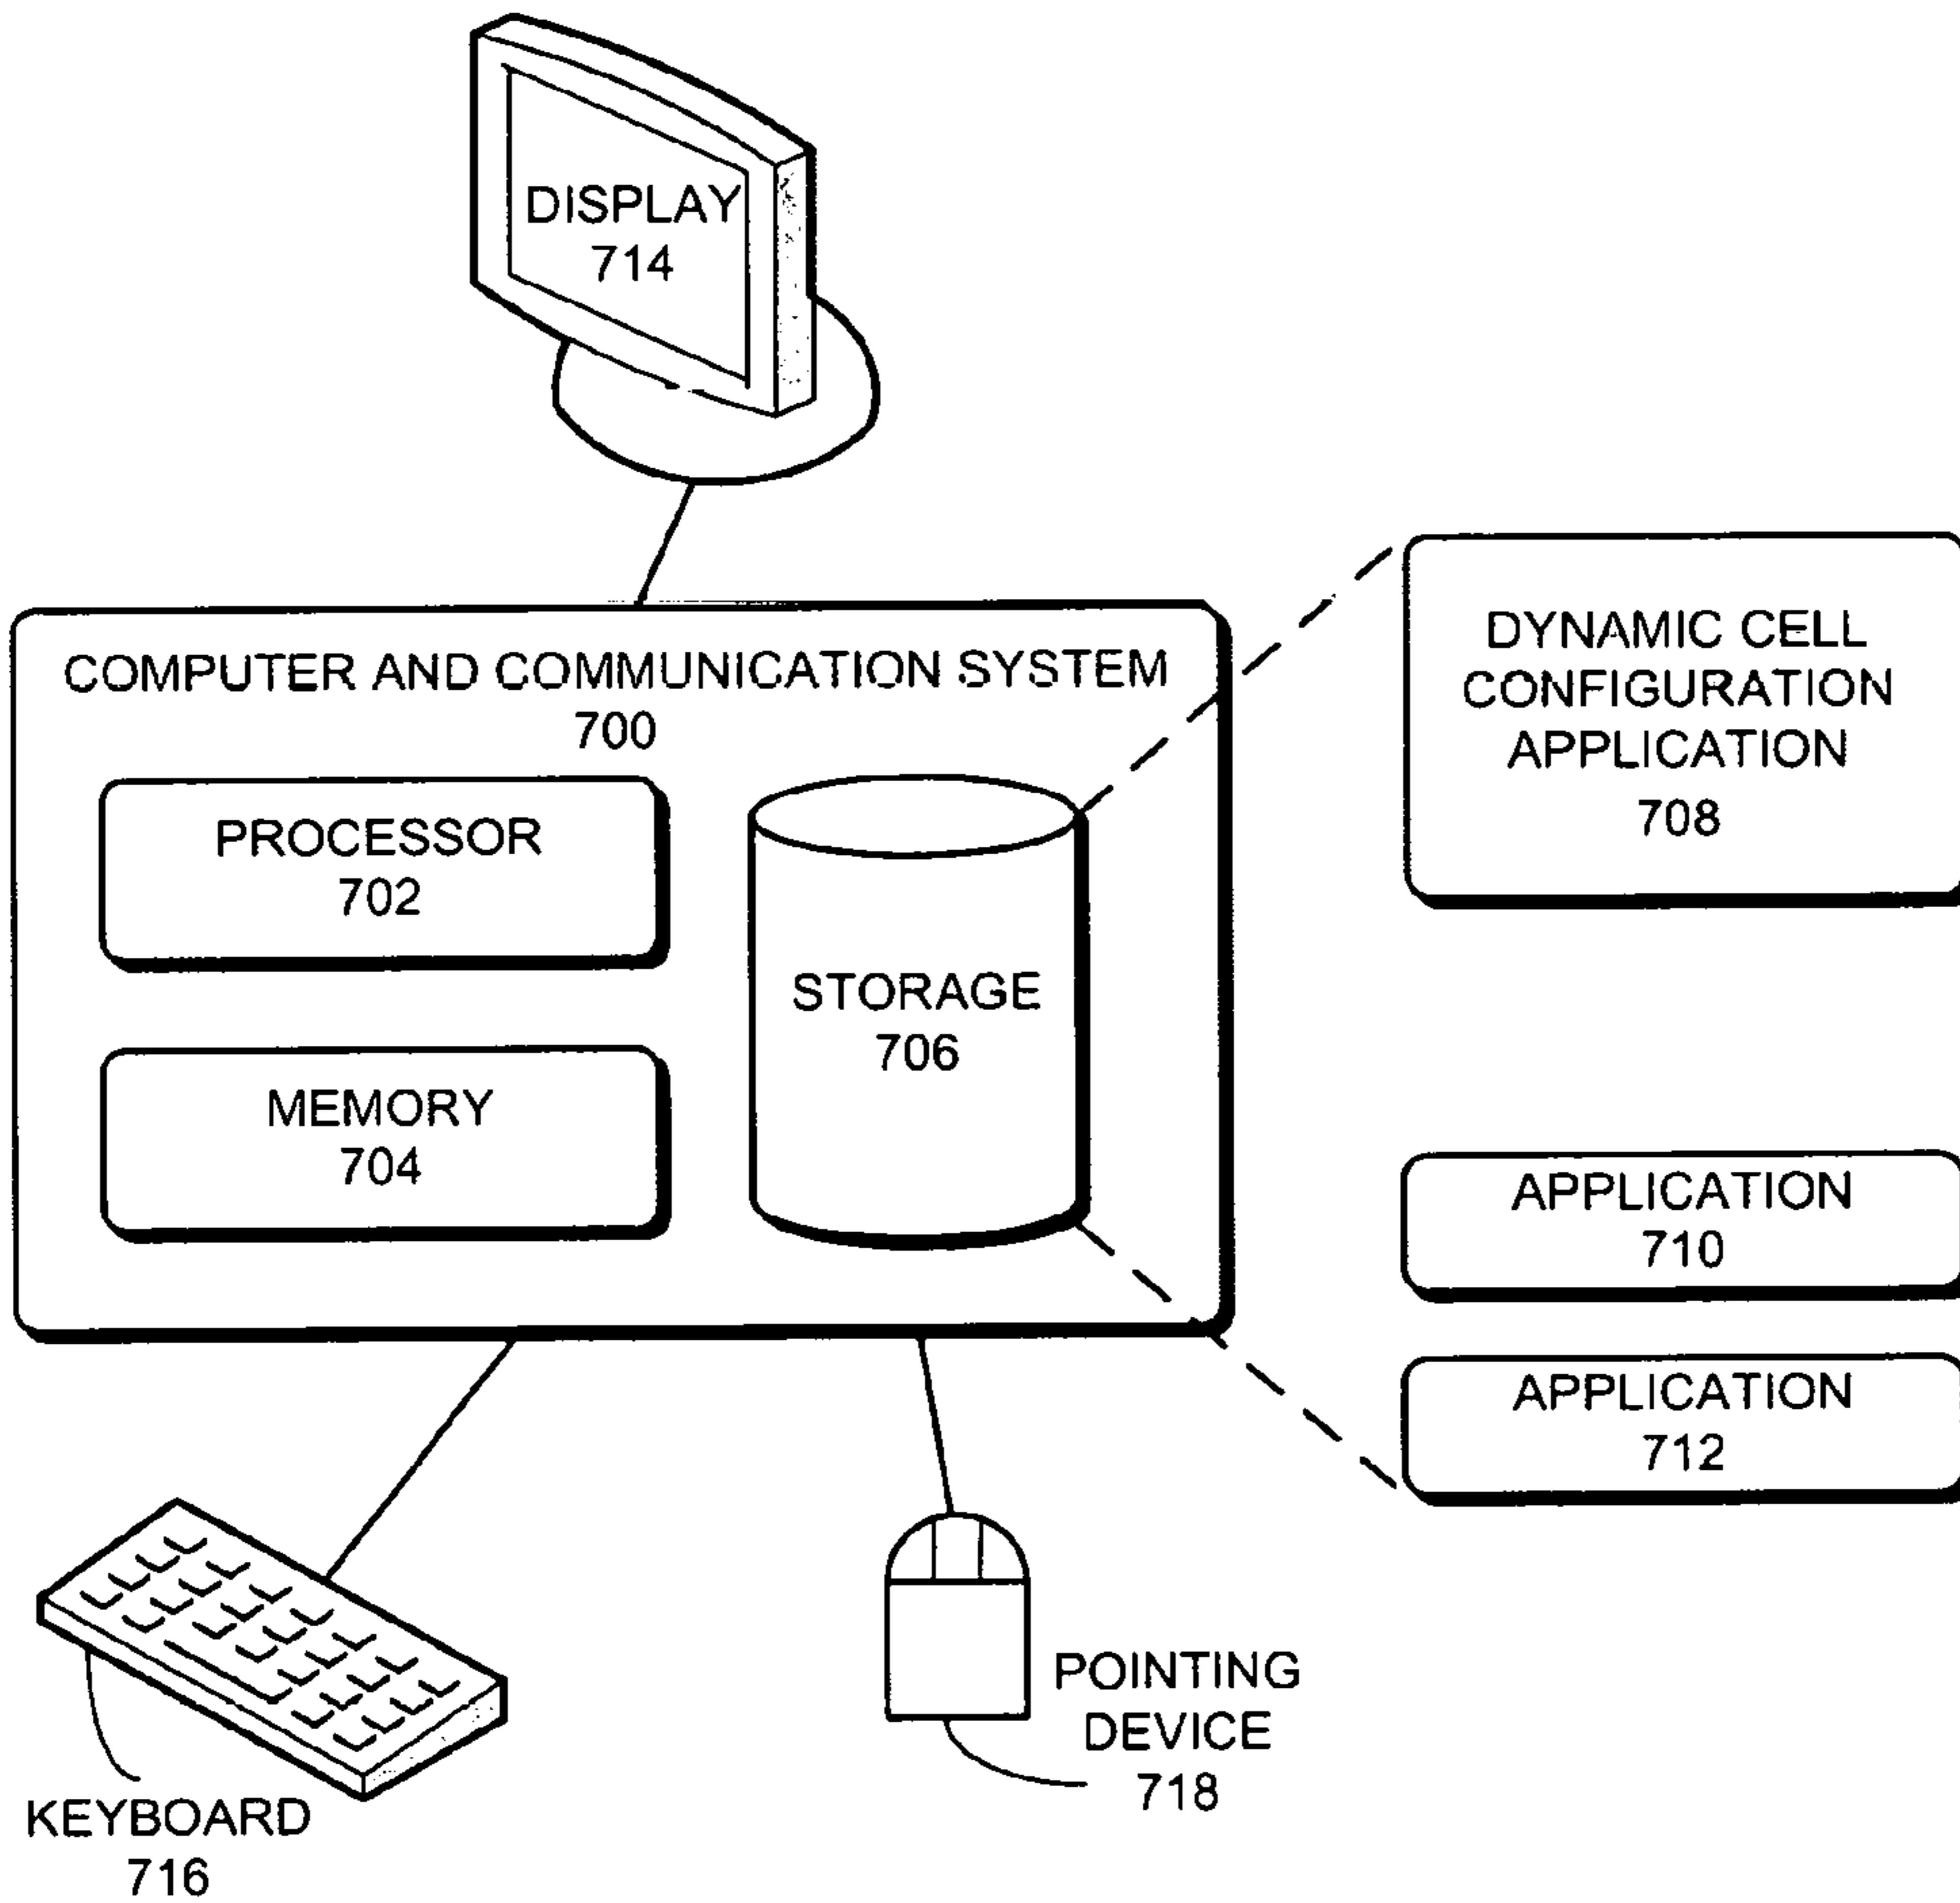 DISPLAY
714
COMPUTER AND COMMUNICATION SYSTEM
700
PROCESSOR
702
MEMORY
704
STORAGE
706
DYNAMIC CELL
CONFIGURATION
APPLICATION
708
APPLICATION
710
APPLICATION
712
KEYBOARD
716
POINTING
DEVICE
718